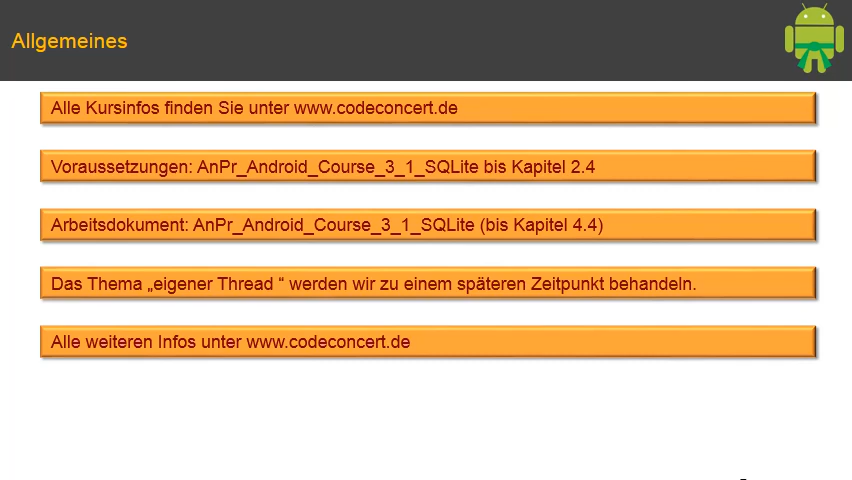 Allgemeines
Alle Kursinfos finden Sie unter www.codeconcert.de
Voraussetzungen: AnPr_Android_Course_3_1_SQLite bis Kapitel 2.4
Arbeitsdokument: AnPr_Android_Course_3_1_SQLite (bis Kapitel 4.4)
Das Thema „eigener Thread “ werden wir zu einem späteren Zeitpunkt behandeln.
Alle weiteren Infos unter www.codeconcert.de